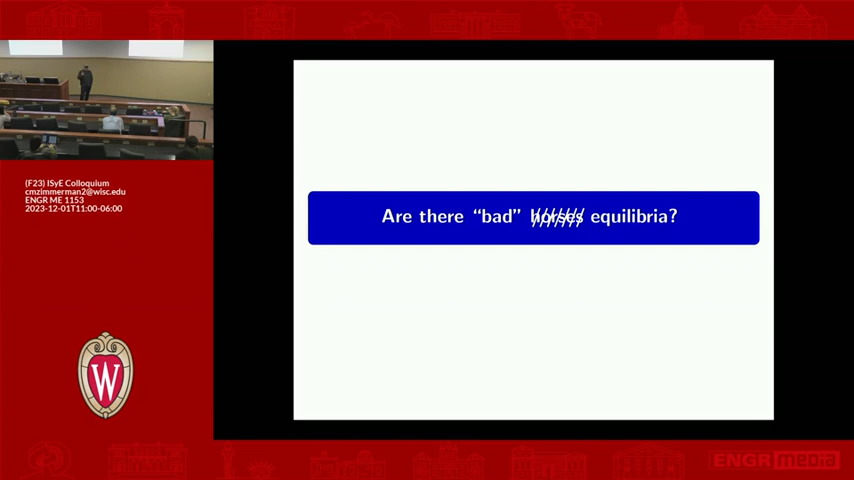 (F23) ISyE Colloquium
cmzimmerman2@wisc.edu
ENGR ME 1153
2023-12-01T11:00-06:00
W
Are there “bad” horses equilibria?
ENGR media